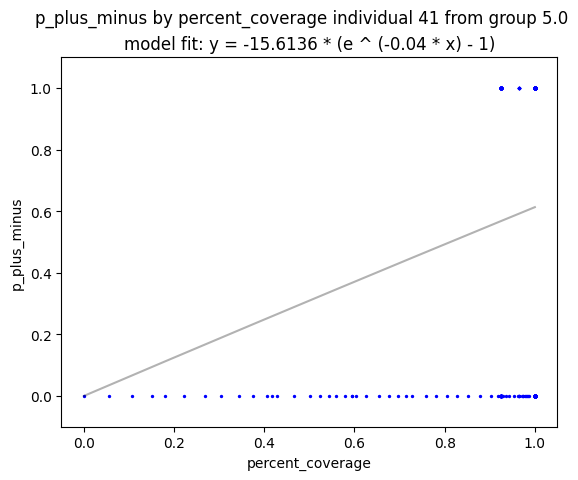 p_plus_minus by percent_coverage individual 41 from group 5.0
model fit: y = -15.6136 * (e ^ (-0.04 * x) - 1)
1.0
0.8
0.6
0.4
0.2
0.0
p_plus_minus
0.0 0.2 0.4 0.6 0.8 1.0
percent_coverage